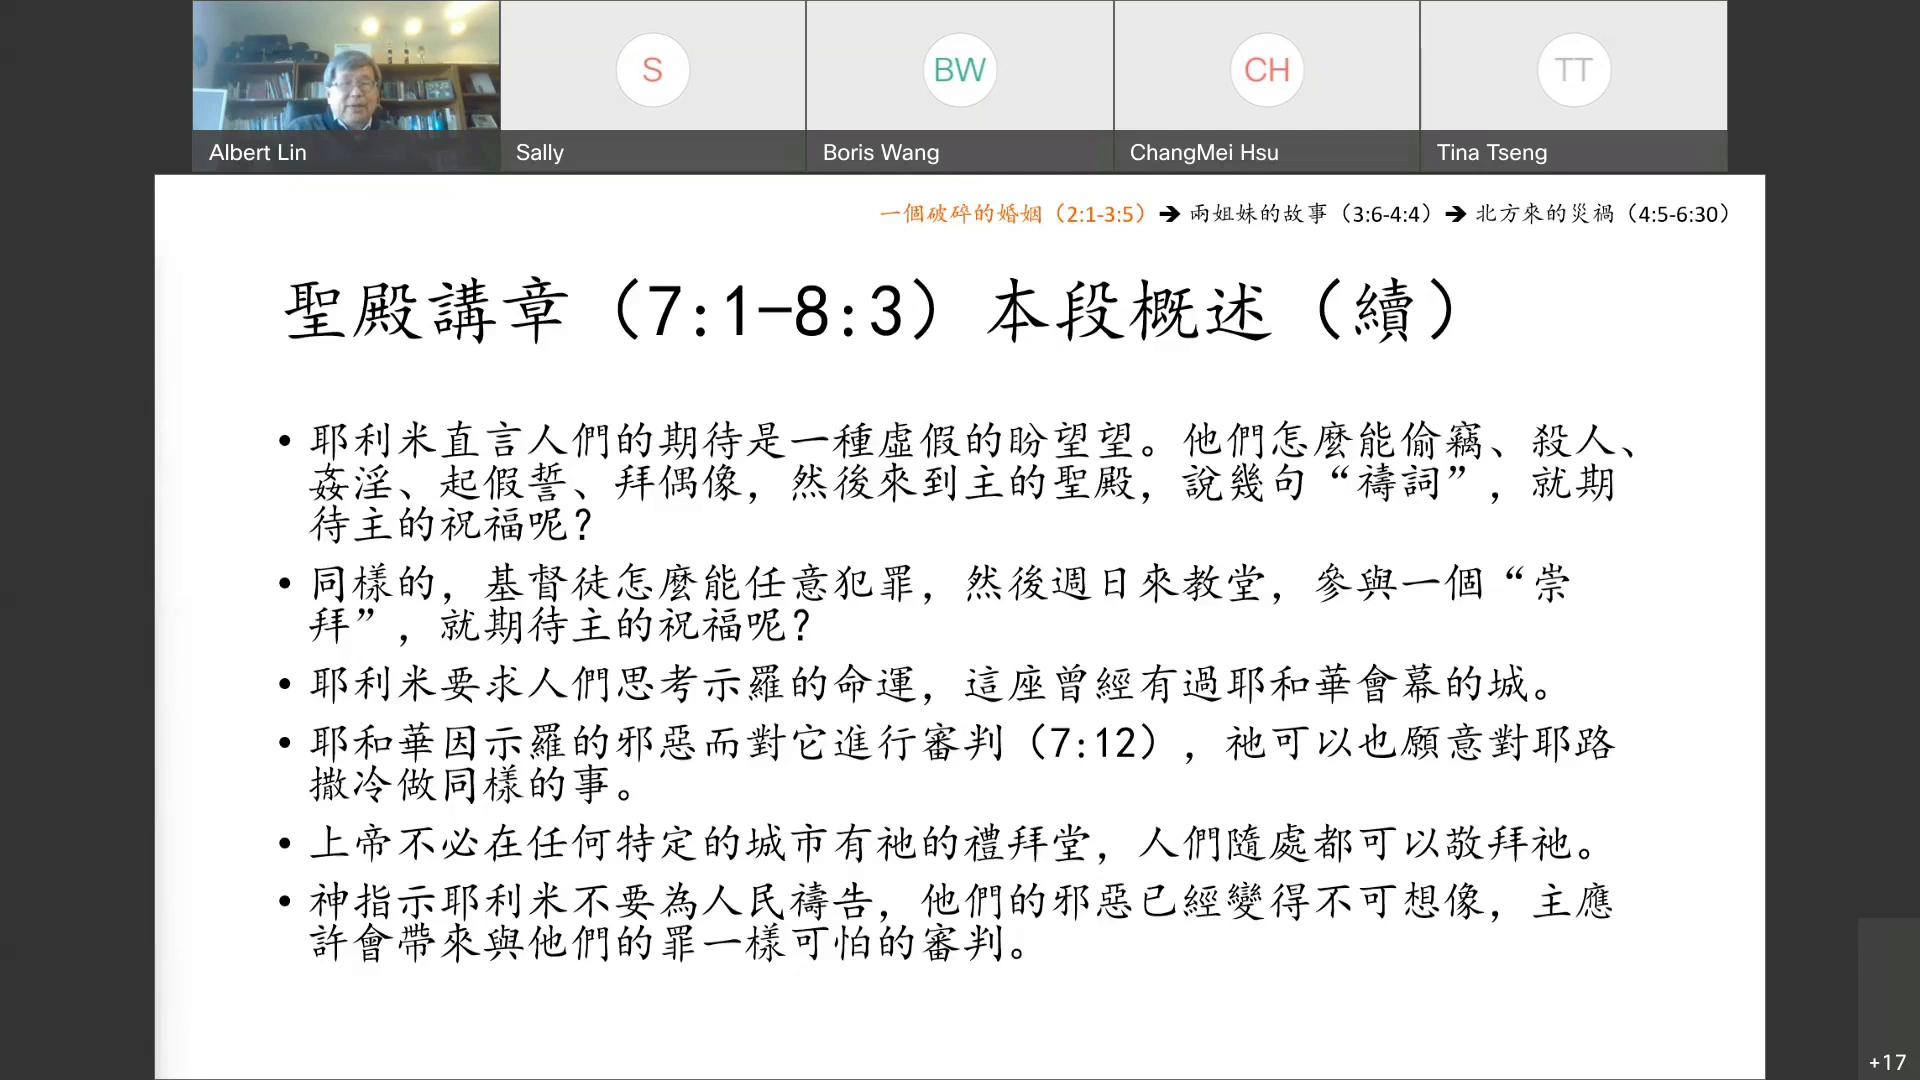 S
BW
CH
TT
Albert Lin
Sally
Boris Wang
ChangMei Hsu
Tina Tseng
一個破碎的婚姻（2:1-3:5）➔ 兩姐妹的故事（3:6-4:4）➔ 北方來的災禍（4:5-6:30）
聖殿講章（7:1-8:3）本段概述（續）
• 耶利米直言人們的期待是一種虛假的盼望望。他們怎麼能偷竊、殺人、
姦淫、起假誓、拜偶像，然後來到主的聖殿，說幾句“禱詞”，就期
待主的祝福呢？
• 同樣的，基督徒怎麼能任意犯罪，然後週日來教堂，參與一個“崇
拜”，就期待主的祝福呢？
• 耶利米要求人們思考示羅的命運，這座曾經有過耶和華會幕的城。
• 耶和華因示羅的邪惡而對它進行審判（7:12），祂可以也願意對耶路
撒冷做同樣的事。
• 上帝不必在任何特定的城市有祂的禮拜堂，人們隨處都可以敬拜祂。
• 神指示耶利米不要為人民禱告，他們的邪惡已經變得不可想像，主應
許會帶來與他們的罪一樣可怕的審判。
+17